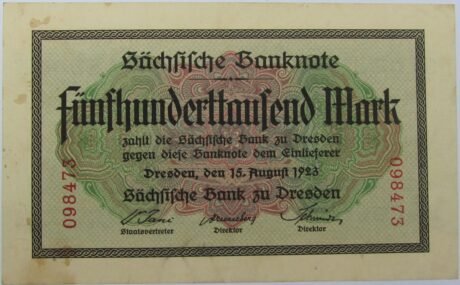 Sächsische Banknote
Fünfhunderttausend Mark
zahlt die Sächsische Bank zu Dresden
gegen diese Banknote dem Einlieferer
Dresden, den 15. August 1923
Sächsische Bank zu Dresden
098473
098473
Staatsvertreter Direktor Direktor